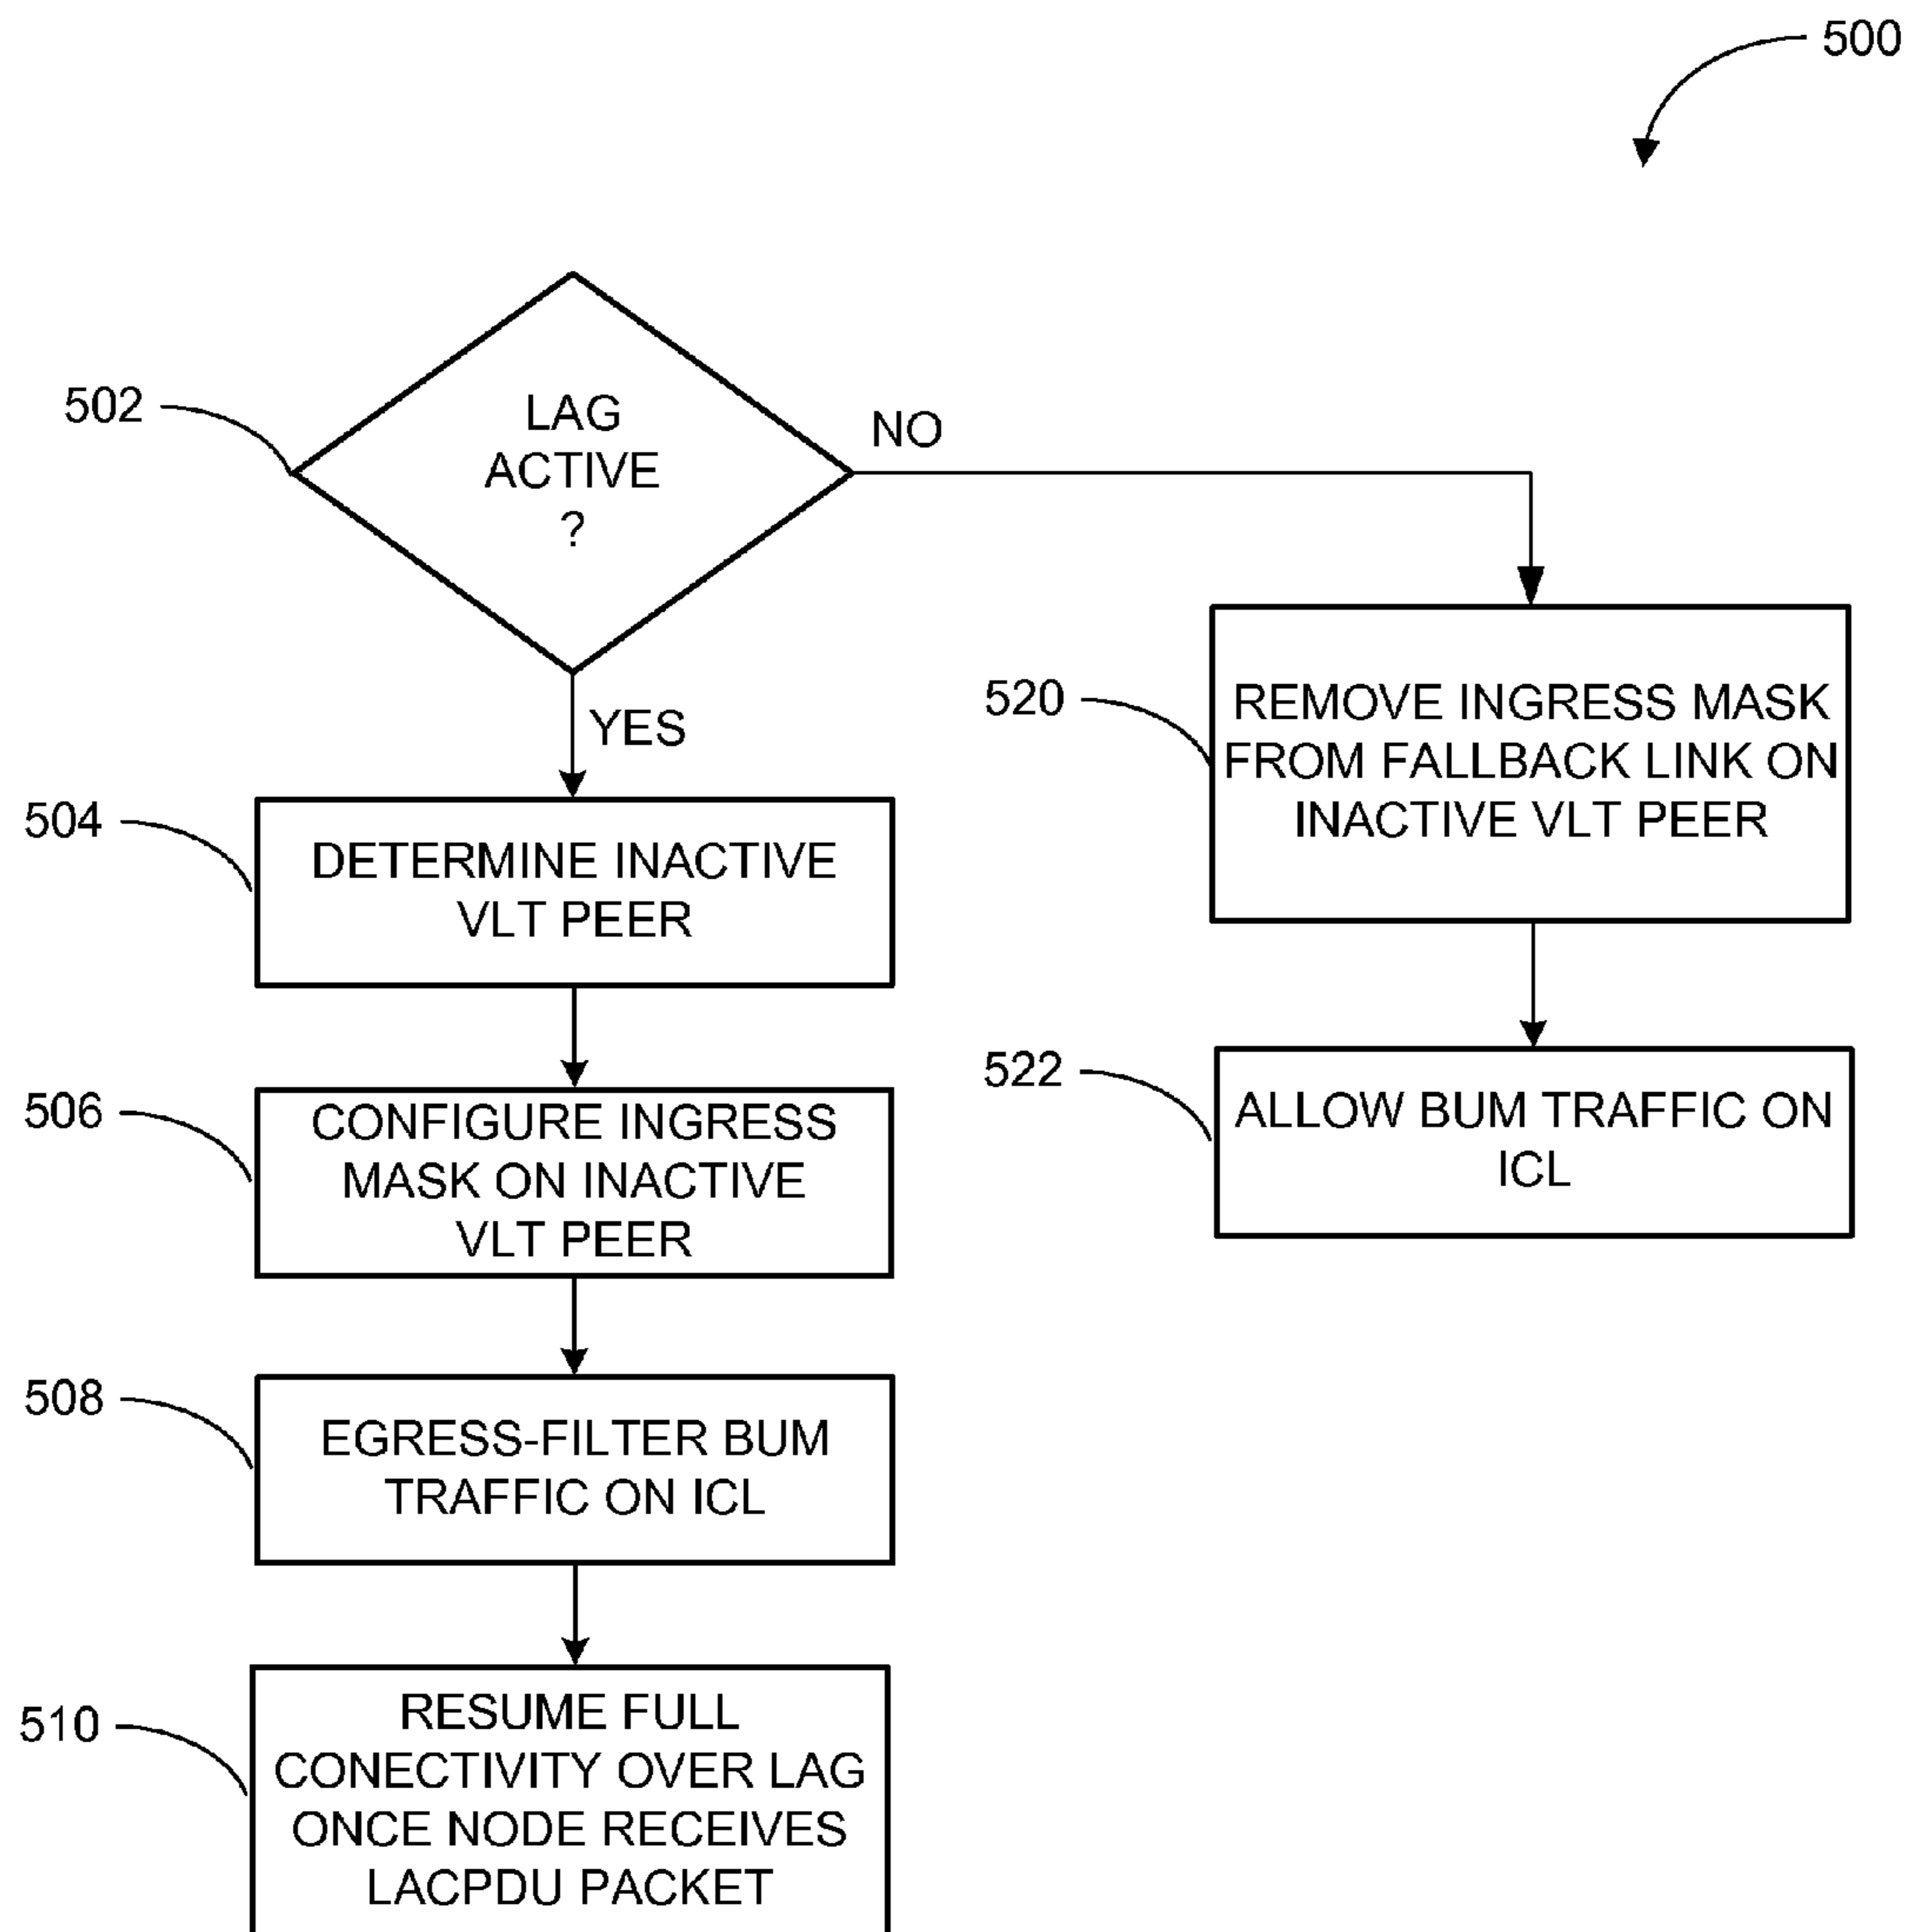 500
502
LAG
ACTIVE
?
NO
YES
504
DETERMINE INACTIVE
VLT PEER
506
CONFIGURE INGRESS
MASK ON INACTIVE
VLT PEER
508
EGRESS-FILTER BUM
TRAFFIC ON ICL
510
RESUME FULL
CONECTIVITY OVER LAG
ONCE NODE RECEIVES
LACPDU PACKET
520
REMOVE INGRESS MASK
FROM FALLBACK LINK ON
INACTIVE VLT PEER
522
ALLOW BUM TRAFFIC ON
ICL